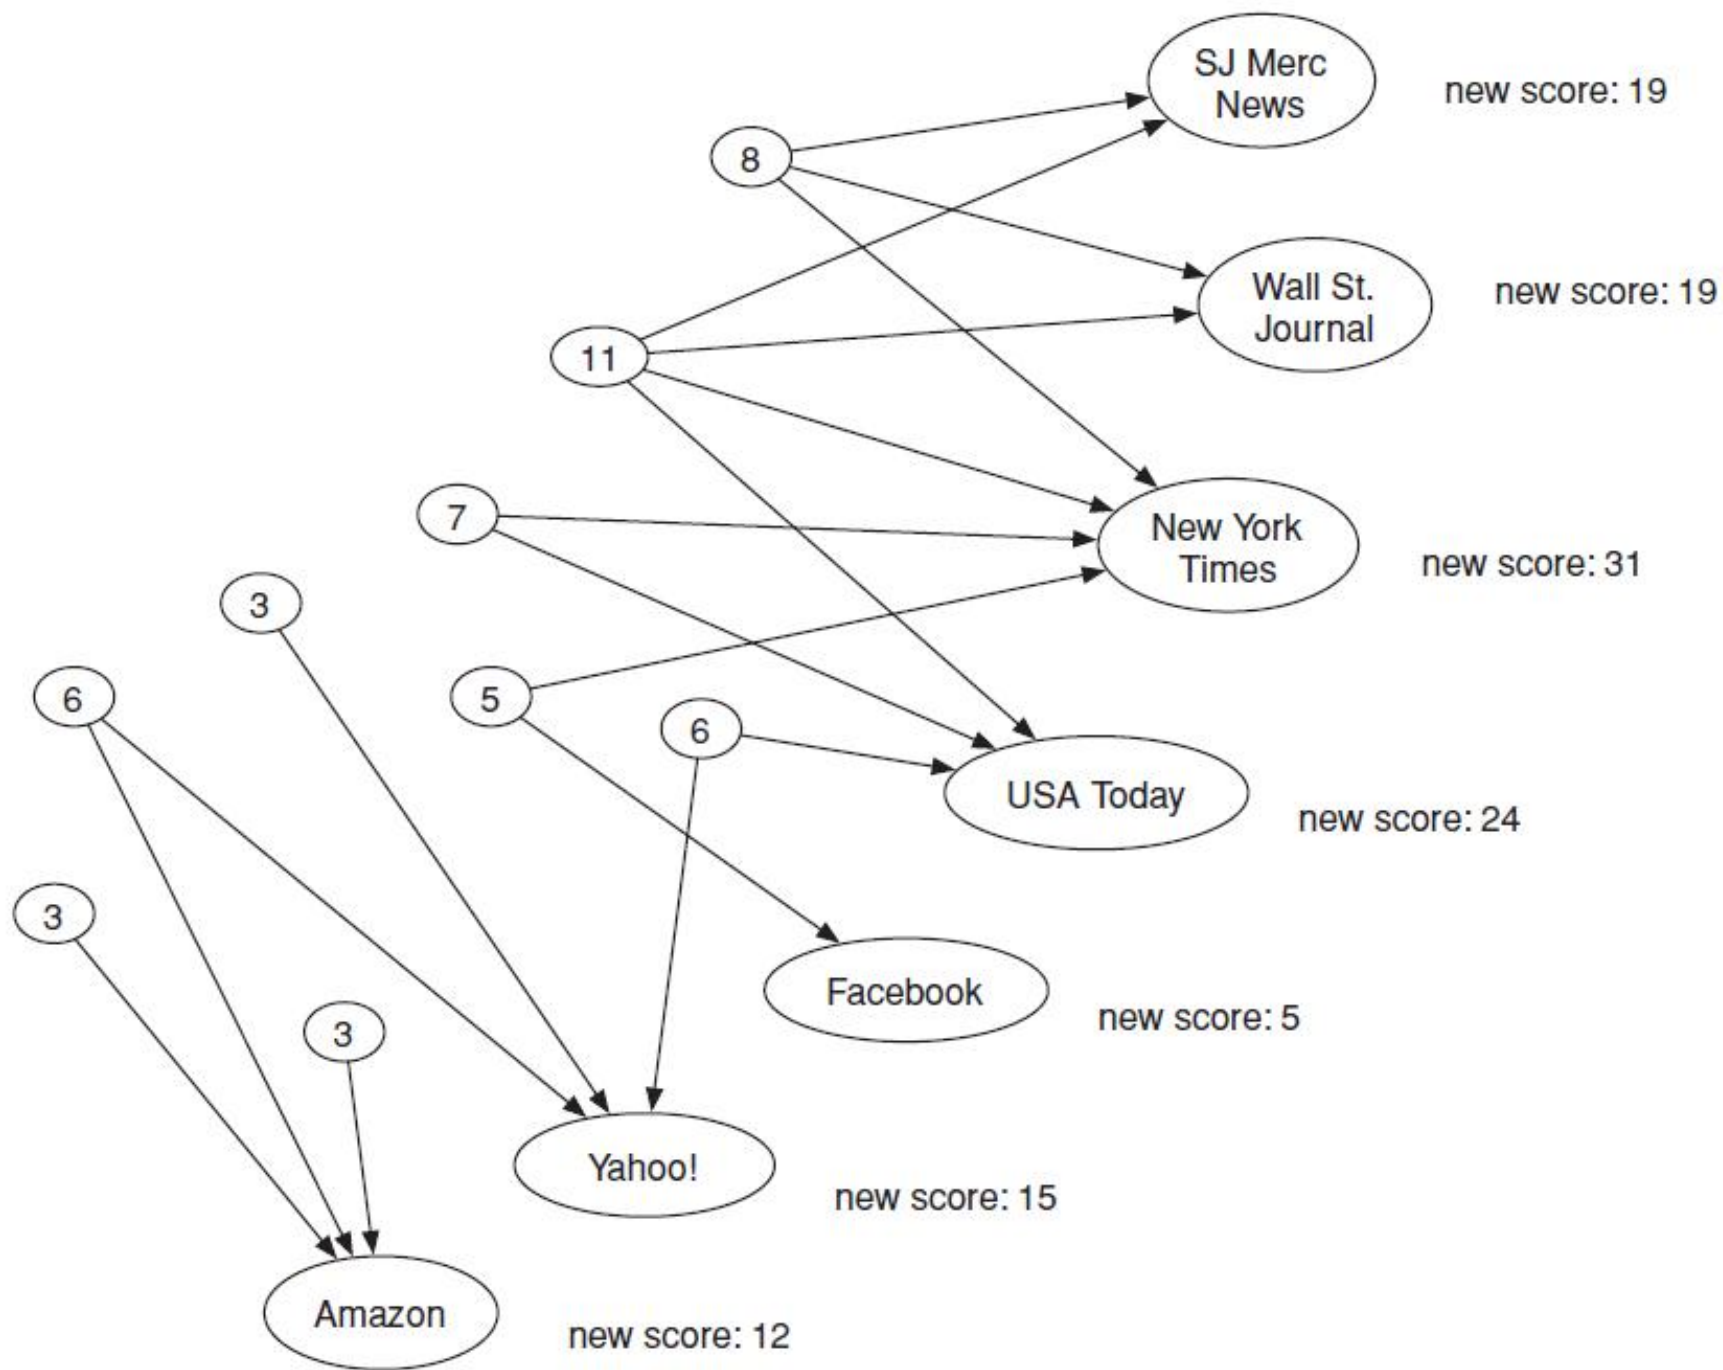 SJ Merc
News
new score: 19
8
Wall St.
Journal
new score: 19
11
New York
Times
new score: 31
7
3
6
5
6
USA Today
new score: 24
3
Facebook
new score: 5
3
Yahoo!
new score: 15
Amazon
new score: 12